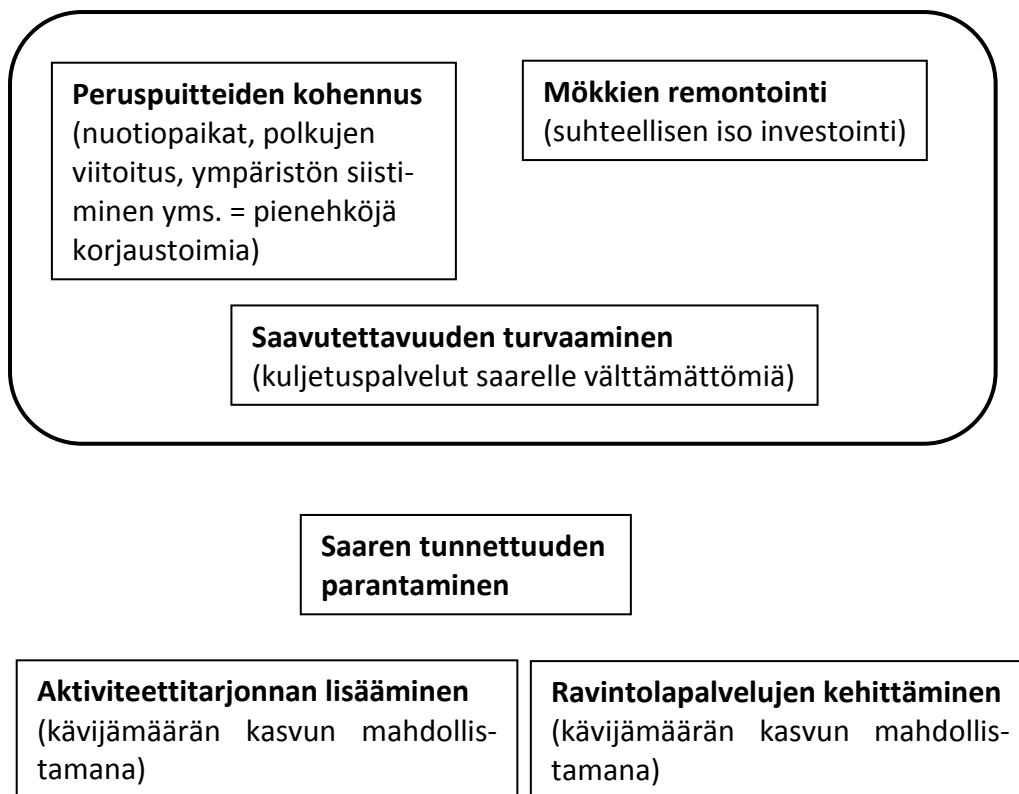 Peruspuitteiden kohennus
(nuotiopaikat, polkujen
viitoitus, ympäristön siisti-
minen yms. = pienehköjä
korjaustoimia)
Mökkien remontointi
(suhteellisen iso investointi)
Saavutettavuuden turvaaminen
(kuljetuspalvelut saarelle välttämättömiä)
Saaren tunnettuuden
parantaminen
Aktiviteettitarjonnan lisääminen
(kävijämäärän kasvun mahdollis-
tamana)
Ravintolapalvelujen kehittäminen
(kävijämäärän kasvun mahdollis-
tamana)